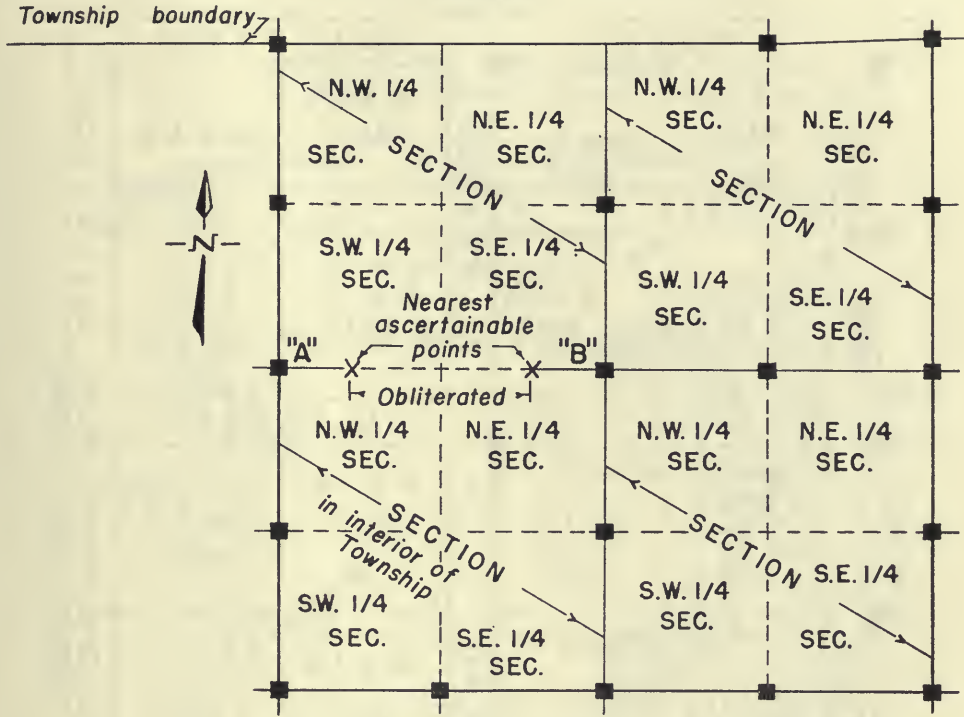 Township boundary
N.W. 1/4
SEC.
N.E. 1/4
SEC.
SECTION
N.W. 1/4
SEC.
N.E. 1/4
SEC.
SECTION
N
S.W. 1/4
SEC.
S.E. 1/4
SEC.
S.W. 1/4
SEC.
S.E. 1/4
SEC.
Nearest
ascertainable
points
"A"
"B"
Obliterated
N.W. 1/4
SEC.
N.E. 1/4
SEC.
N.W. 1/4
SEC.
N.E. 1/4
SEC.
SECTION
in interior of
Township
SECTION
S.W. 1/4
SEC.
S.E. 1/4
SEC.
S.W. 1/4
SEC.
S.E. 1/4
SEC.